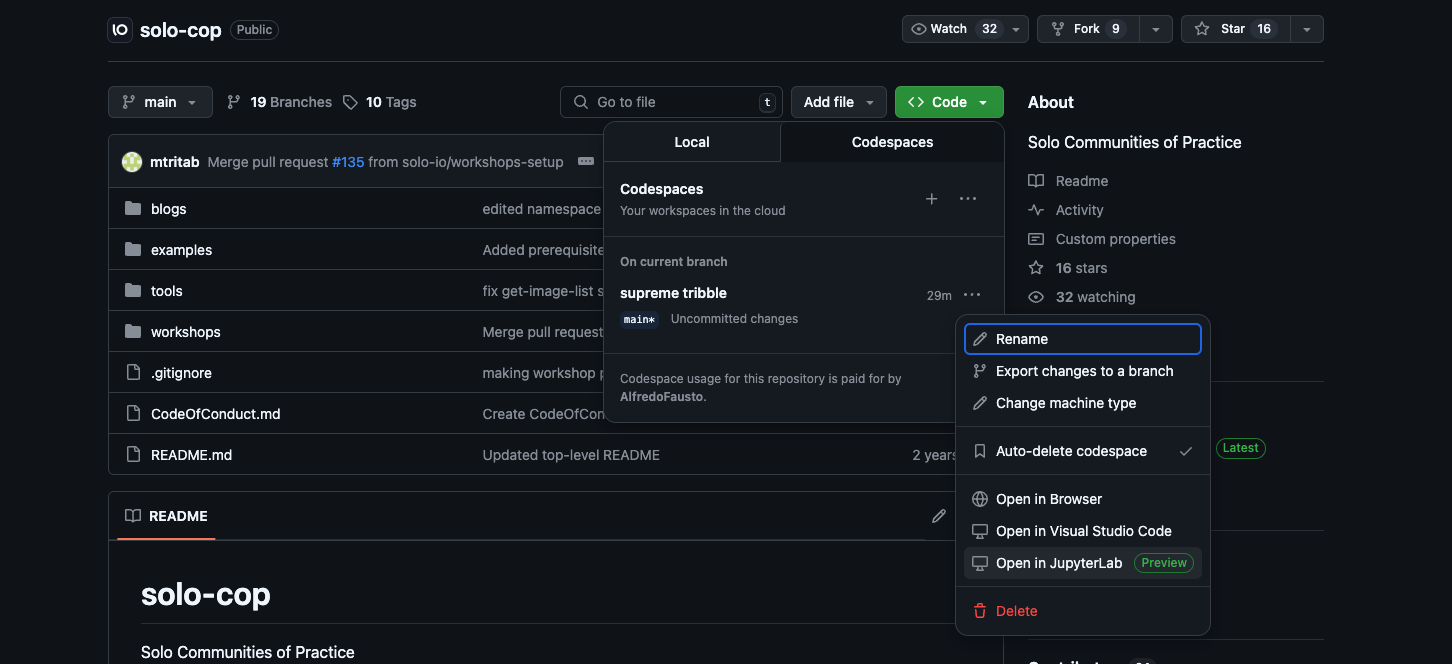 IO solo-cop Public Watch 32 Fork 9 Star 16
main 19 Branches 10 Tags Go to file t Add file <> Code
About
Solo Communities of Practice
Readme
Activity
Custom properties
16 stars
32 watching
Latest
mtritab Merge pull request #135 from solo-io/workshops-setup
blogs edited namespace
examples Added prerequisite
tools fix get-image-list s
workshops Merge pull request
.gitignore making workshop p
CodeOfConduct.md Create CodeOfCon
README.md Updated top-level README 2 years
Local Codespaces
Codespaces
Your workspaces in the cloud
On current branch
supreme tribble 29m
main* Uncommitted changes
Codespace usage for this repository is paid for by
AlfredoFausto.
Rename
Export changes to a branch
Change machine type
Auto-delete codespace
Open in Browser
Open in Visual Studio Code
Open in JupyterLab Preview
Delete
README
solo-cop
Solo Communities of Practice